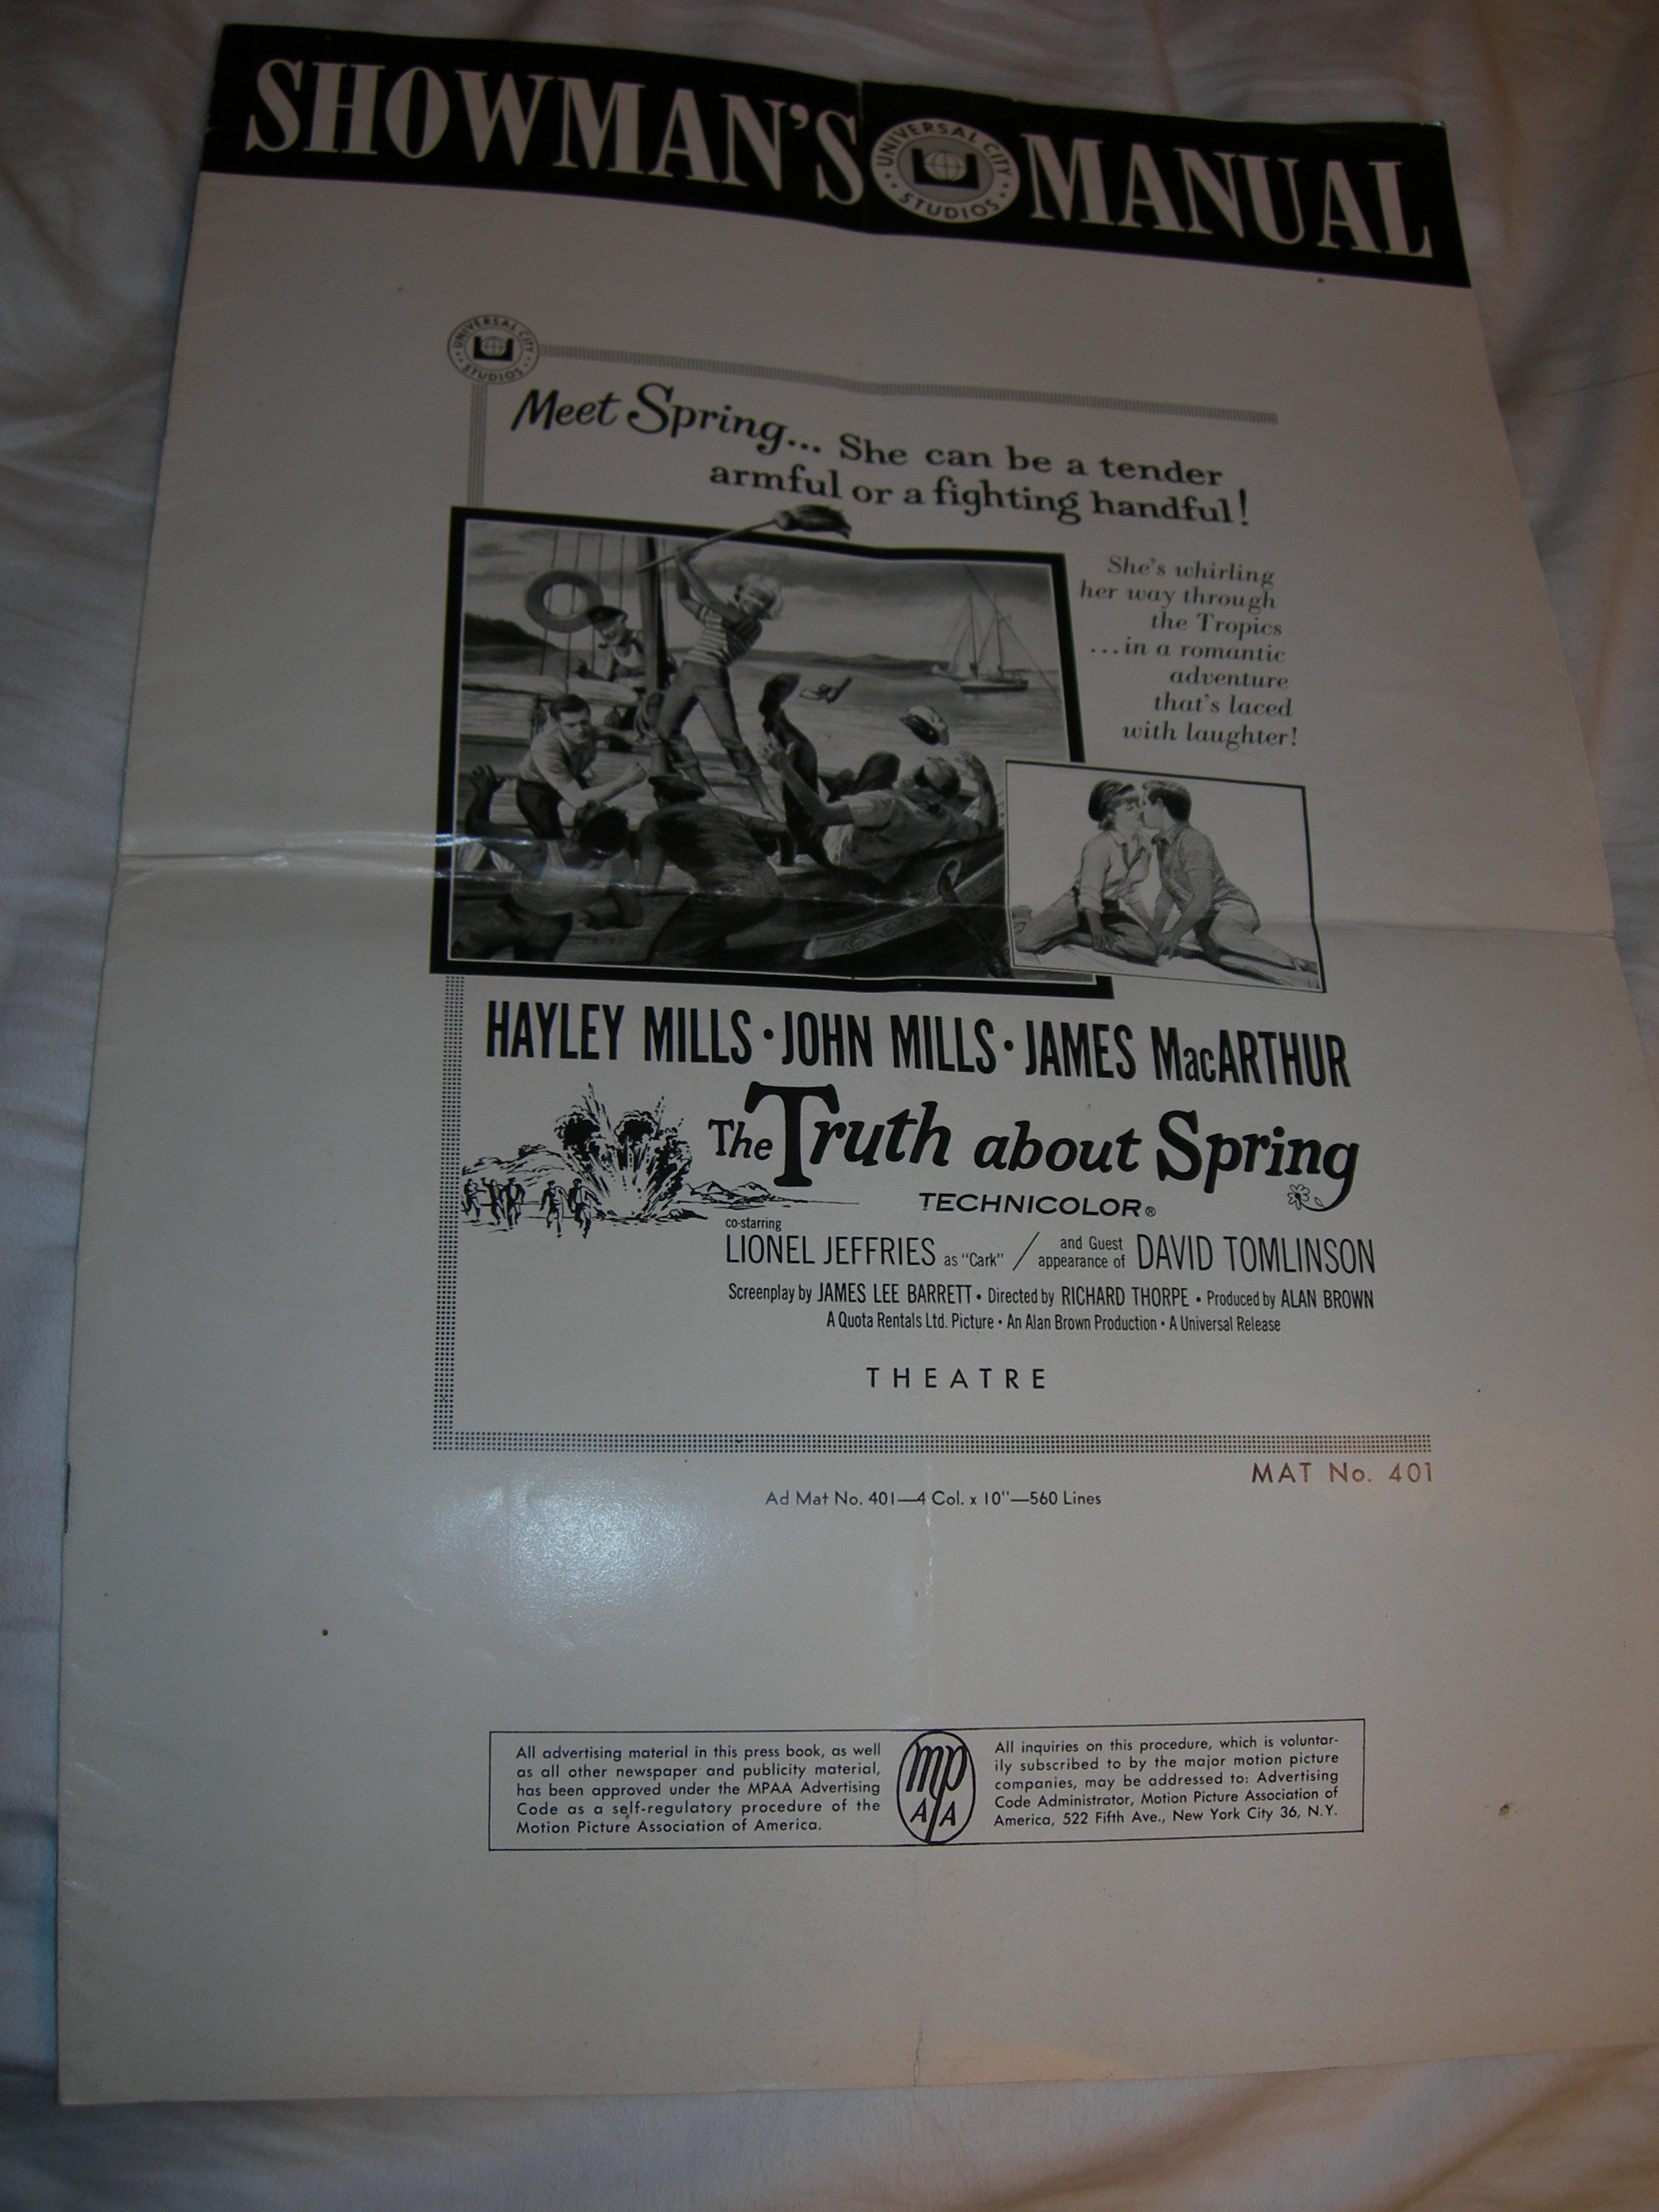 SHOWMAN'S MANUAL
UNIVERSAL CITY STUDIOS
UNIVERSAL CITY STUDIOS
Meet Spring... She can be a tender
armful or a fighting handful!
She's whirling
her way through
the Tropics
...in a romantic
adventure
that's laced
with laughter!
HAYLEY MILLS • JOHN MILLS • JAMES MacARTHUR
The Truth about Spring
TECHNICOLOR®
co-starring
LIONEL JEFFRIES as "Cark" / and Guest appearance of DAVID TOMLINSON
Screenplay by JAMES LEE BARRETT • Directed by RICHARD THORPE • Produced by ALAN BROWN
A Quota Rentals Ltd. Picture • An Alan Brown Production • A Universal Release
THEATRE
MAT No. 401
Ad Mat No. 401—4 Col. x 10"—560 Lines
All advertising material in this press book, as well
as all other newspaper and publicity material,
has been approved under the MPAA Advertising
Code as a self-regulatory procedure of the
Motion Picture Association of America.
mp
A A
All inquiries on this procedure, which is voluntar-
ily subscribed to by the major motion picture
companies, may be addressed to: Advertising
Code Administrator, Motion Picture Association of
America, 522 Fifth Ave., New York City 36, N.Y.